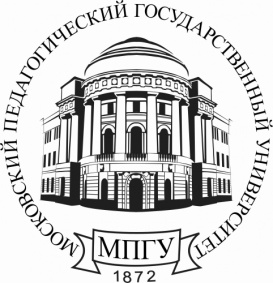 МОСКОВСКИЙ ПЕДАГОГИЧЕСКИЙ ГОСУДАРСТВЕННЫЙ УНИВЕРСИТЕТ
МПГУ
1872